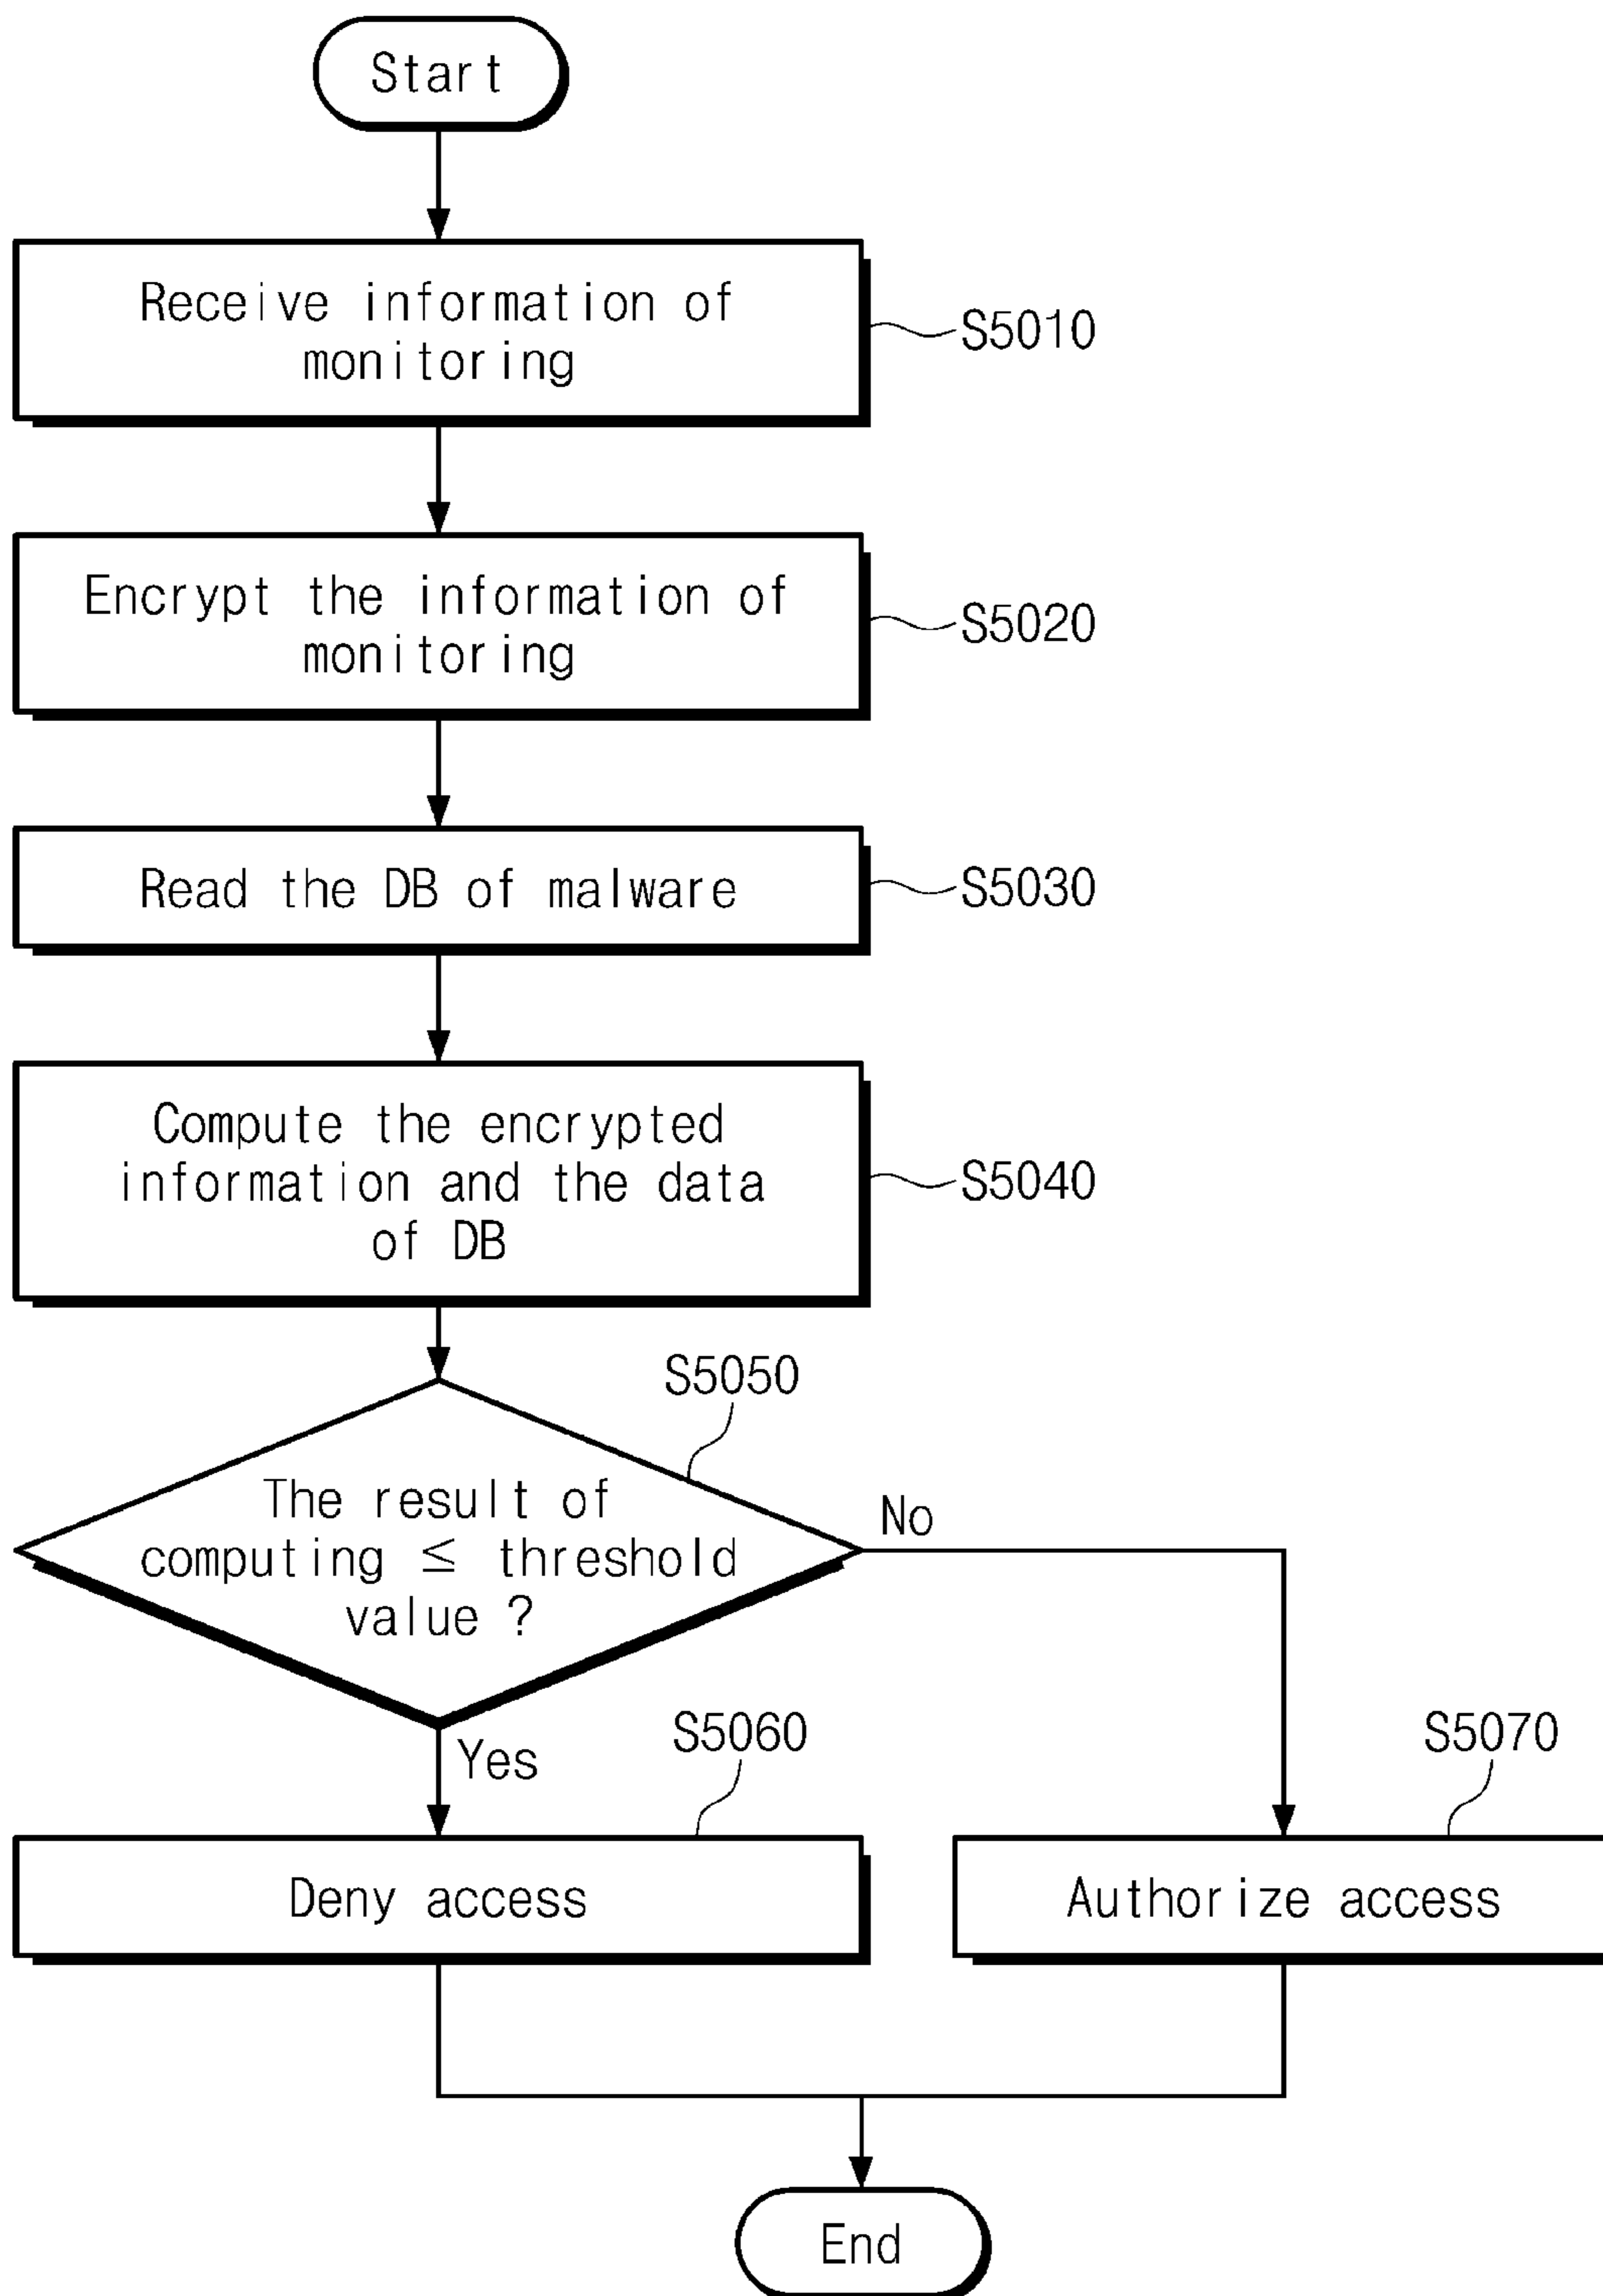 Start
Receive information of
monitoring
S5010
Encrypt the information of
monitoring
S5020
Read the DB of malware
S5030
Compute the encrypted
information and the data
of DB
S5040
S5050
The result of
computing ≤ threshold
value ?
No
Yes
S5060
S5070
Deny access
Authorize access
End